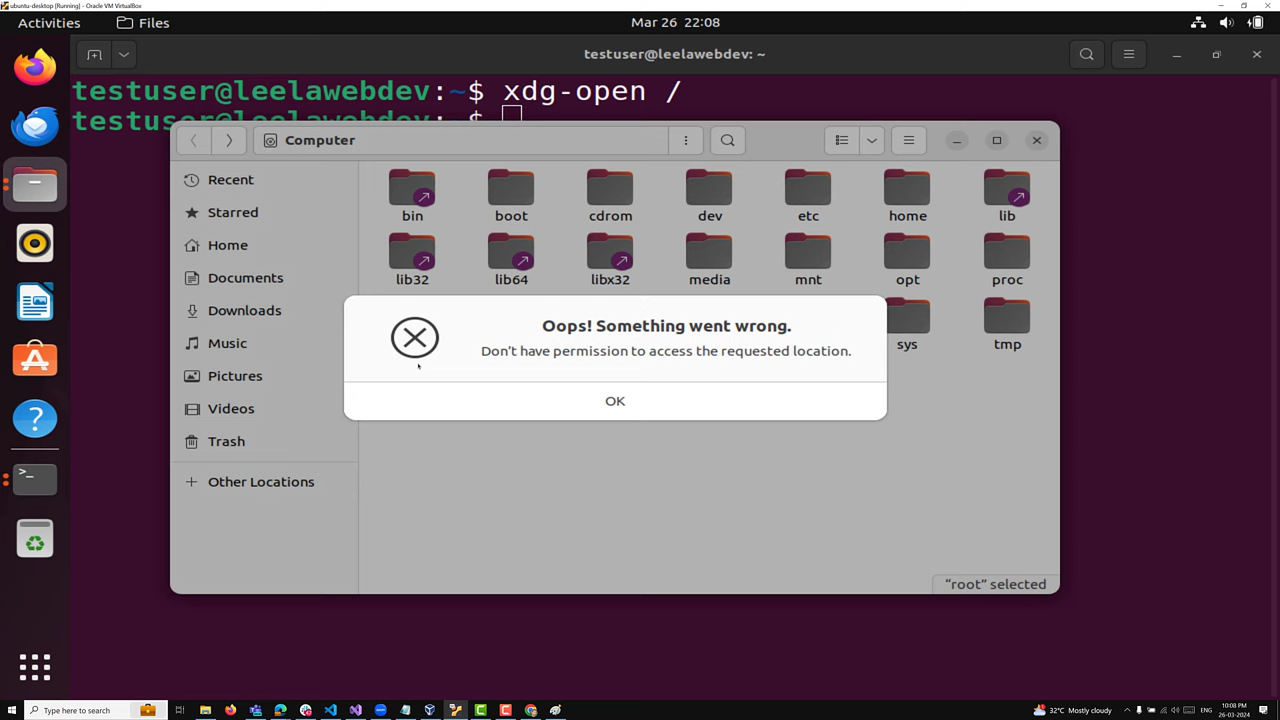 ubuntu-desktop [Running] - Oracle VM VirtualBox
Activities Files Mar 26 22:08
testuser@leelawebdev: ~
testuser@leelawebdev:~$ xdg-open /
testuser@leelawebdev:~$
Computer
Recent
Starred
Home
Documents
Downloads
Music
Pictures
Videos
Trash
Other Locations
bin boot cdrom dev etc home lib
lib32 lib64 libx32 media mnt opt proc
sys tmp
Oops! Something went wrong.
Don't have permission to access the requested location.
OK
“root” selected
Type here to search
32°C Mostly cloudy
ENG
10:08 PM
26-03-2024